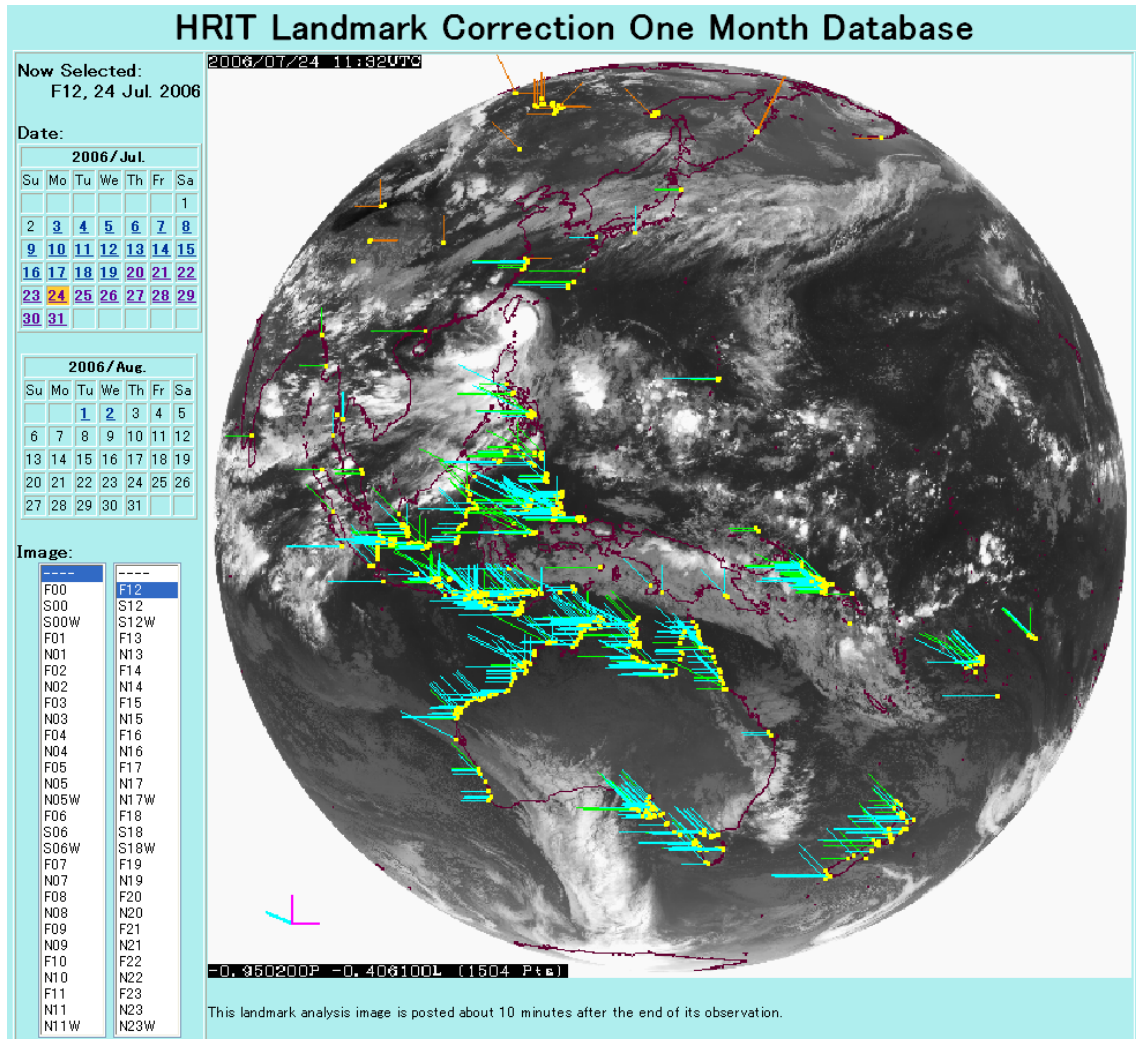 HRIT Landmark Correction One Month Database
Now Selected:
F12, 24 Jul. 2006
Date:
2006/Jul.
Su Mo Tu We Th Fr Sa
1
2 3 4 5 6 7 8
9 10 11 12 13 14 15
16 17 18 19 20 21 22
23 24 25 26 27 28 29
30 31
2006/Aug.
Su Mo Tu We Th Fr Sa
1 2 3 4 5
6 7 8 9 10 11 12
13 14 15 16 17 18 19
20 21 22 23 24 25 26
27 28 29 30 31
Image:
---- ----
F00 F12
S00 S12
S00W S12W
F01 F13
N01 N13
F02 F14
N02 N14
F03 F15
N03 N15
F04 F16
N04 N16
F05 F17
N05 N17
N05W N17W
F06 F18
S06 S18
S06W S18W
F07 F19
N07 N19
F08 F20
N08 N20
F09 F21
N09 N21
F10 F22
N10 N22
F11 F23
N11 N23
N11W N23W
2006/07/24 11:32UTC
-0.950200P -0.406100L (1504 Pts)
This landmark analysis image is posted about 10 minutes after the end of its observation.